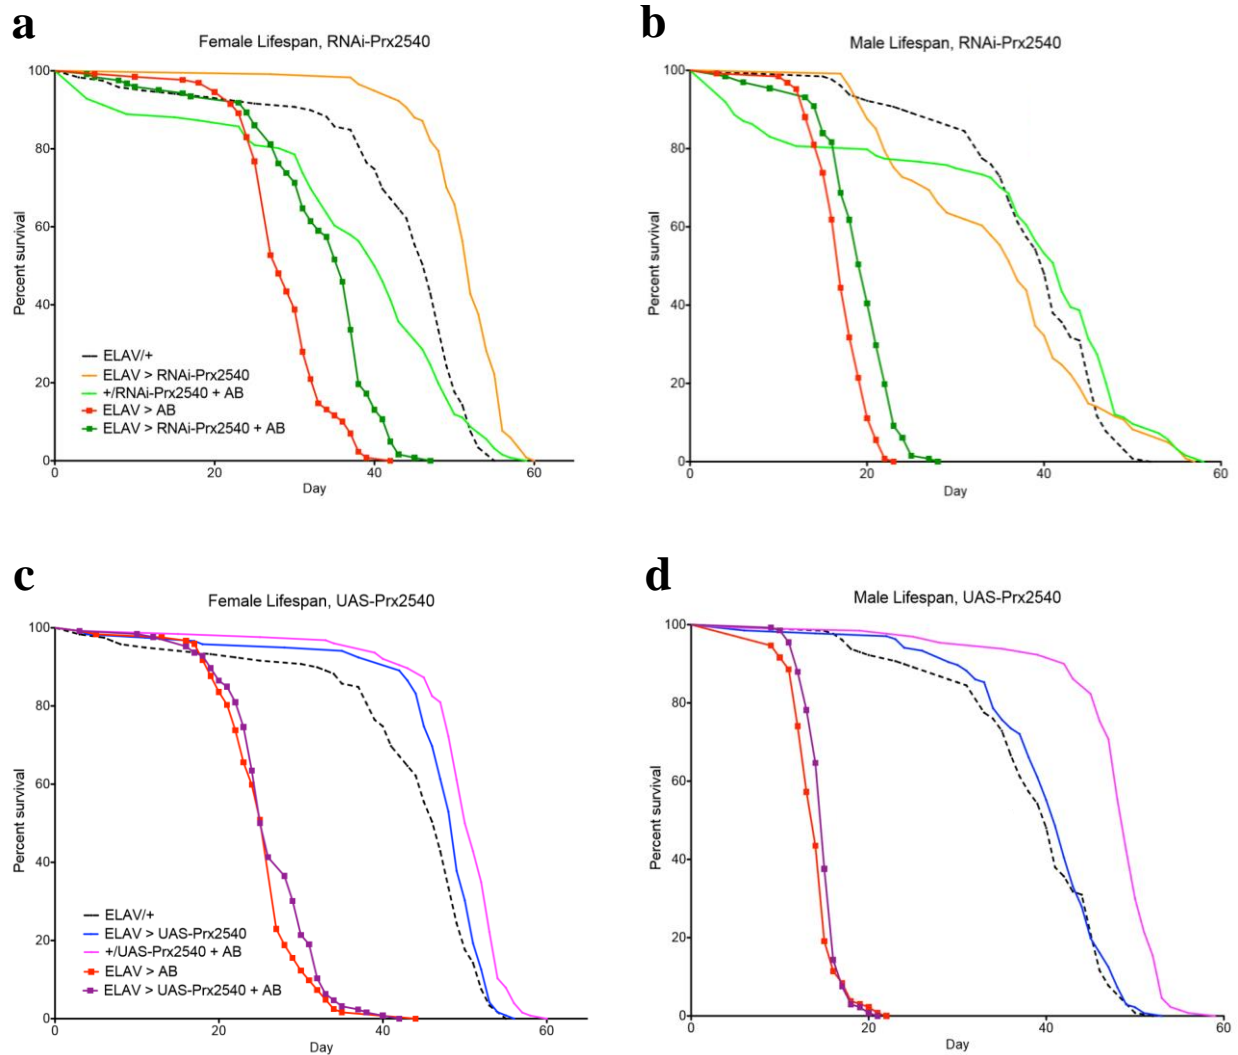 a
Female Lifespan, RNAi-Prx2540
100
80
60
40
20
0
Percent survival
ELAV/+
ELAV > RNAi-Prx2540
+/RNAi-Prx2540 + AB
ELAV > AB
ELAV > RNAi-Prx2540 + AB
0 20 40 60
Day
b
Male Lifespan, RNAi-Prx2540
100
80
60
40
20
0
Percent survival
0 20 40 60
Day
c
Female Lifespan, UAS-Prx2540
100
80
60
40
20
0
Percent survival
ELAV/+
ELAV > UAS-Prx2540
+/UAS-Prx2540 + AB
ELAV > AB
ELAV > UAS-Prx2540 + AB
0 20 40 60
Day
d
Male Lifespan, UAS-Prx2540
100
80
60
40
20
0
Percent survival
0 20 40 60
Day